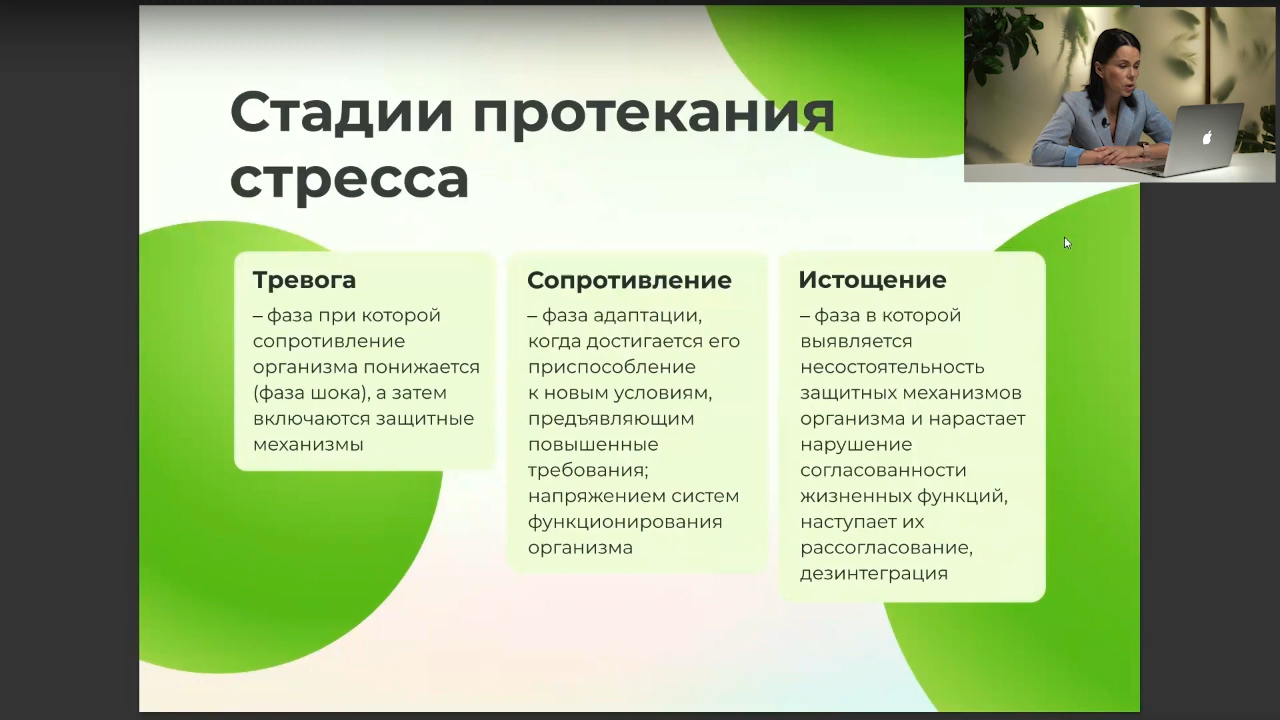 Стадии протекания
стресса
Тревога
– фаза при которой
сопротивление
организма понижается
(фаза шока), а затем
включаются защитные
механизмы
Сопротивление
– фаза адаптации,
когда достигается его
приспособление
к новым условиям,
предъявляющим
повышенные
требования;
напряжением систем
функционирования
организма
Истощение
– фаза в которой
выявляется
несостоятельность
защитных механизмов
организма и нарастает
нарушение
согласованности
жизненных функций,
наступает их
рассогласование,
дезинтеграция